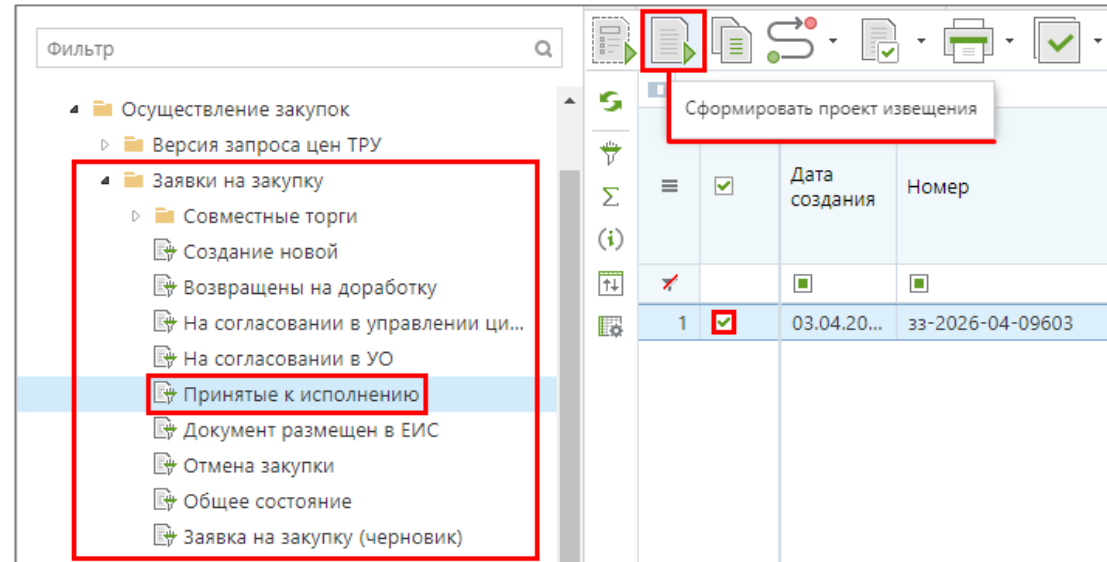 Фильтр
Осуществление закупок
Версия запроса цен ТРУ
Заявки на закупку
Совместные торги
Создание новой
Возвращены на доработку
На согласовании в управлении ци...
На согласовании в УО
Принятые к исполнению
Документ размещен в ЕИС
Отмена закупки
Общее состояние
Заявка на закупку (черновик)
Сформировать проект извещения
Дата
создания
Номер
1 03.04.20... зз-2026-04-09603